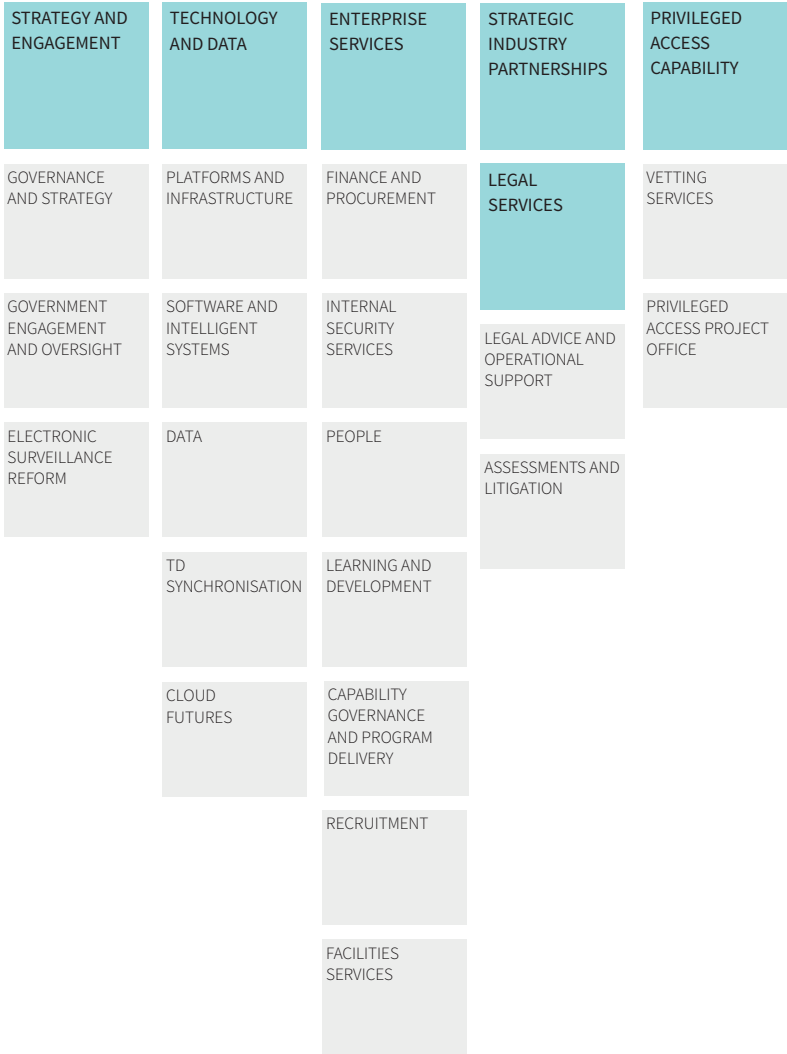 STRATEGY AND
ENGAGEMENT
TECHNOLOGY
AND DATA
ENTERPRISE
SERVICES
STRATEGIC
INDUSTRY
PARTNERSHIPS
PRIVILEGED
ACCESS
CAPABILITY
GOVERNANCE
AND STRATEGY
PLATFORMS AND
INFRASTRUCTURE
FINANCE AND
PROCUREMENT
LEGAL
SERVICES
VETTING
SERVICES
GOVERNMENT
ENGAGEMENT
AND OVERSIGHT
SOFTWARE AND
INTELLIGENT
SYSTEMS
INTERNAL
SECURITY
SERVICES
LEGAL ADVICE AND
OPERATIONAL
SUPPORT
PRIVILEGED
ACCESS PROJECT
OFFICE
ELECTRONIC
SURVEILLANCE
REFORM
DATA
PEOPLE
ASSESSMENTS AND
LITIGATION
TD
SYNCHRONISATION
LEARNING AND
DEVELOPMENT
CLOUD
FUTURES
CAPABILITY
GOVERNANCE
AND PROGRAM
DELIVERY
RECRUITMENT
FACILITIES
SERVICES